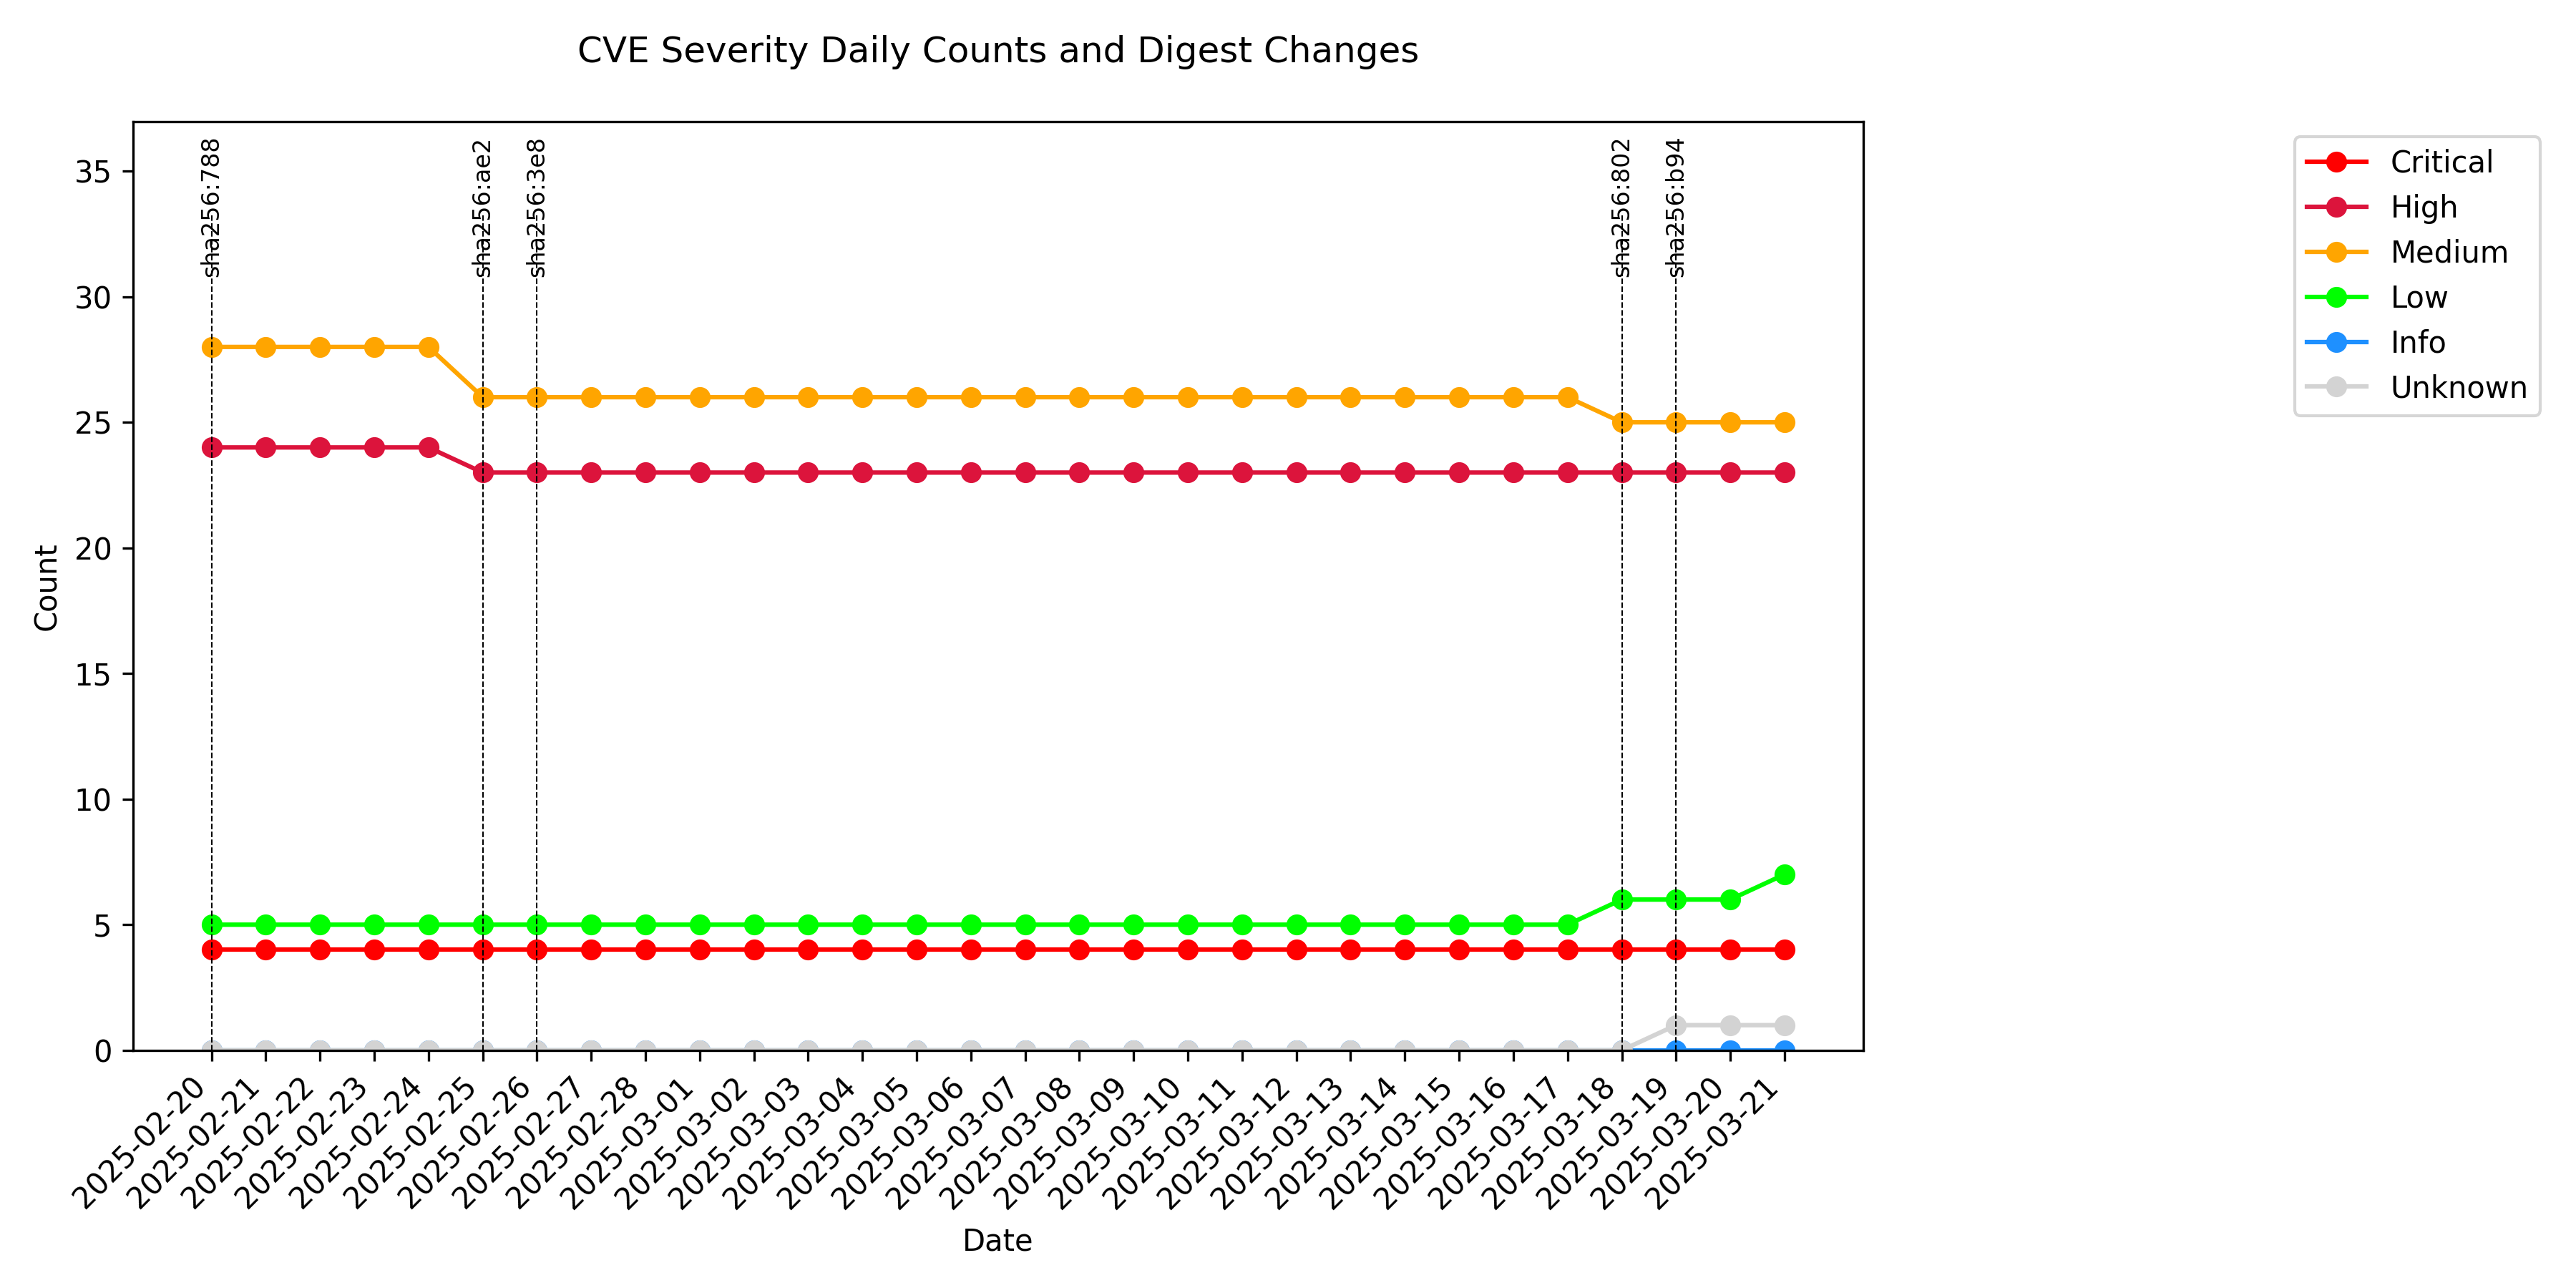 CVE Severity Daily Counts and Digest Changes
sha256:788
sha256:ae2
sha256:3e8
sha256:802
sha256:b94
Critical
High
Medium
Low
Info
Unknown
Count
35
30
25
20
15
10
5
0
2025-02-20
2025-02-21
2025-02-22
2025-02-23
2025-02-24
2025-02-25
2025-02-26
2025-02-27
2025-02-28
2025-03-01
2025-03-02
2025-03-03
2025-03-04
2025-03-05
2025-03-06
2025-03-07
2025-03-08
2025-03-09
2025-03-10
2025-03-11
2025-03-12
2025-03-13
2025-03-14
2025-03-15
2025-03-16
2025-03-17
2025-03-18
2025-03-19
2025-03-20
2025-03-21
Date